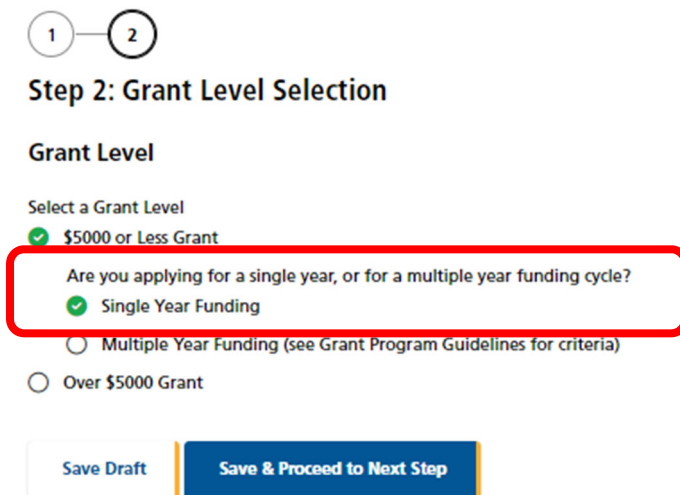 1 2
Step 2: Grant Level Selection
Grant Level
Select a Grant Level
$5000 or Less Grant
Are you applying for a single year, or for a multiple year funding cycle?
Single Year Funding
Multiple Year Funding (see Grant Program Guidelines for criteria)
Over $5000 Grant
Save Draft Save & Proceed to Next Step